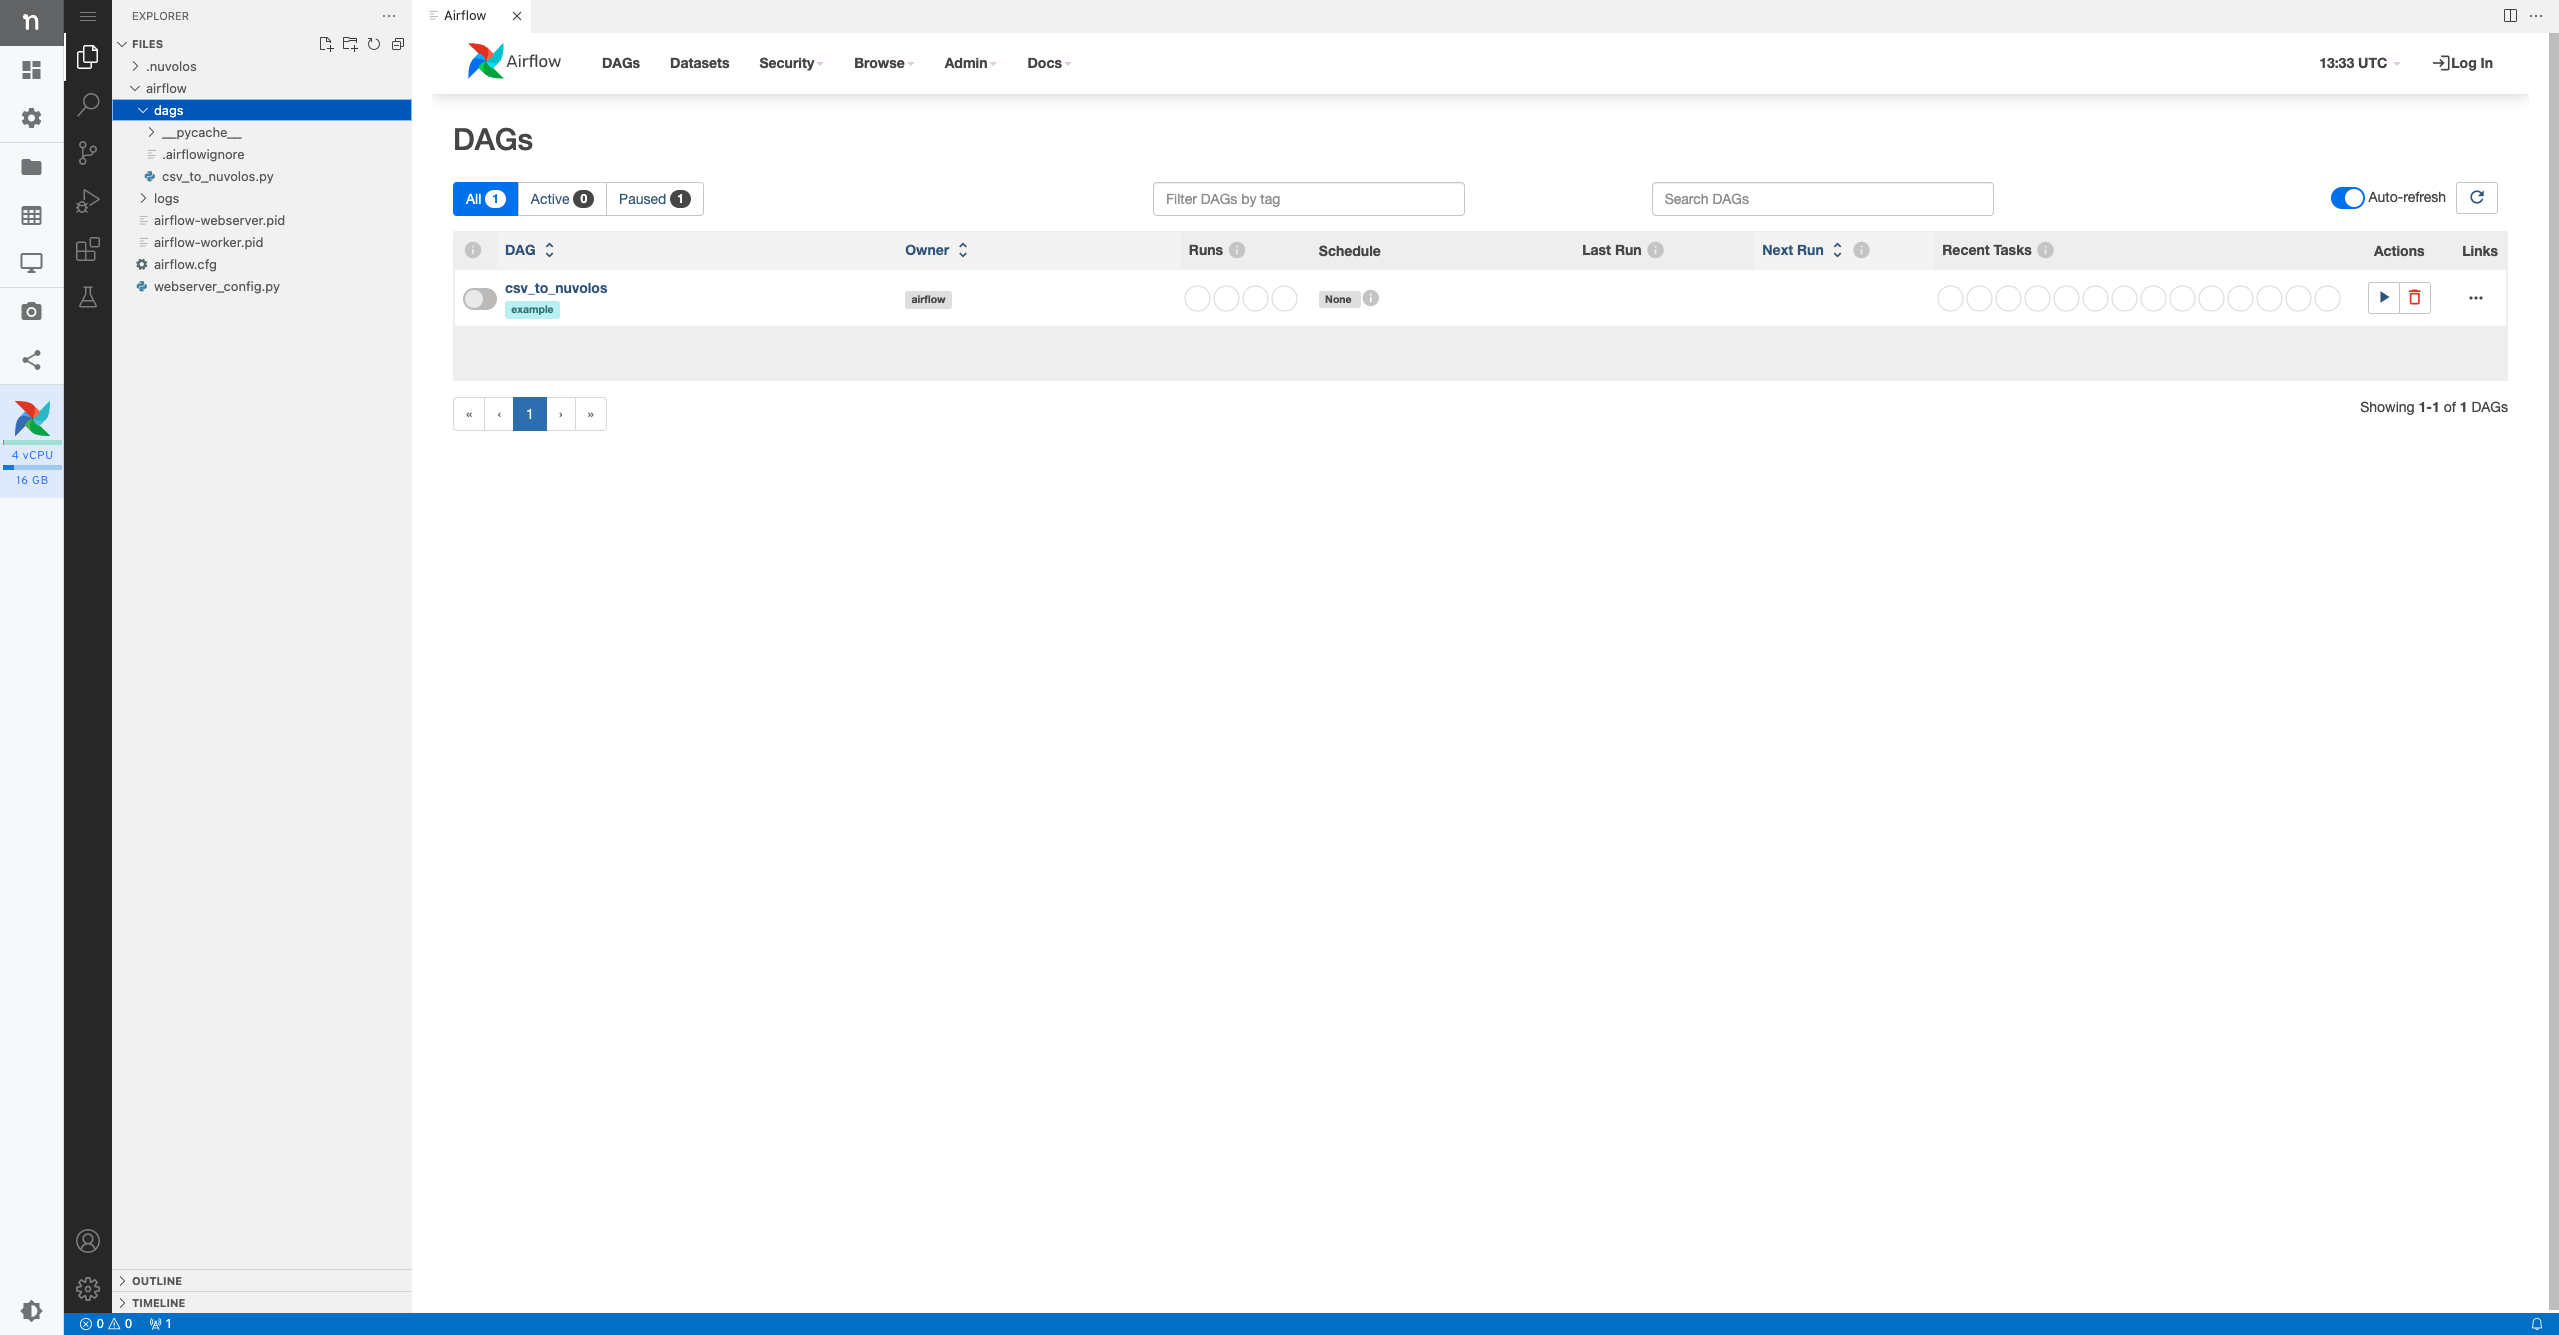 n
4 vCPU
16 GB
EXPLORER
FILES
.nuvolos
airflow
dags
__pycache__
.airflowignore
csv_to_nuvolos.py
logs
airflow-webserver.pid
airflow-worker.pid
airflow.cfg
webserver_config.py
OUTLINE
TIMELINE
0 0 1
Airflow
Airflow DAGs Datasets Security Browse Admin Docs 13:33 UTC Log In
DAGs
All 1 Active 0 Paused 1 Filter DAGs by tag Search DAGs Auto-refresh
DAG Owner Runs Schedule Last Run Next Run Recent Tasks Actions Links
csv_to_nuvolos
example airflow None
« ‹ 1 › »
Showing 1-1 of 1 DAGs